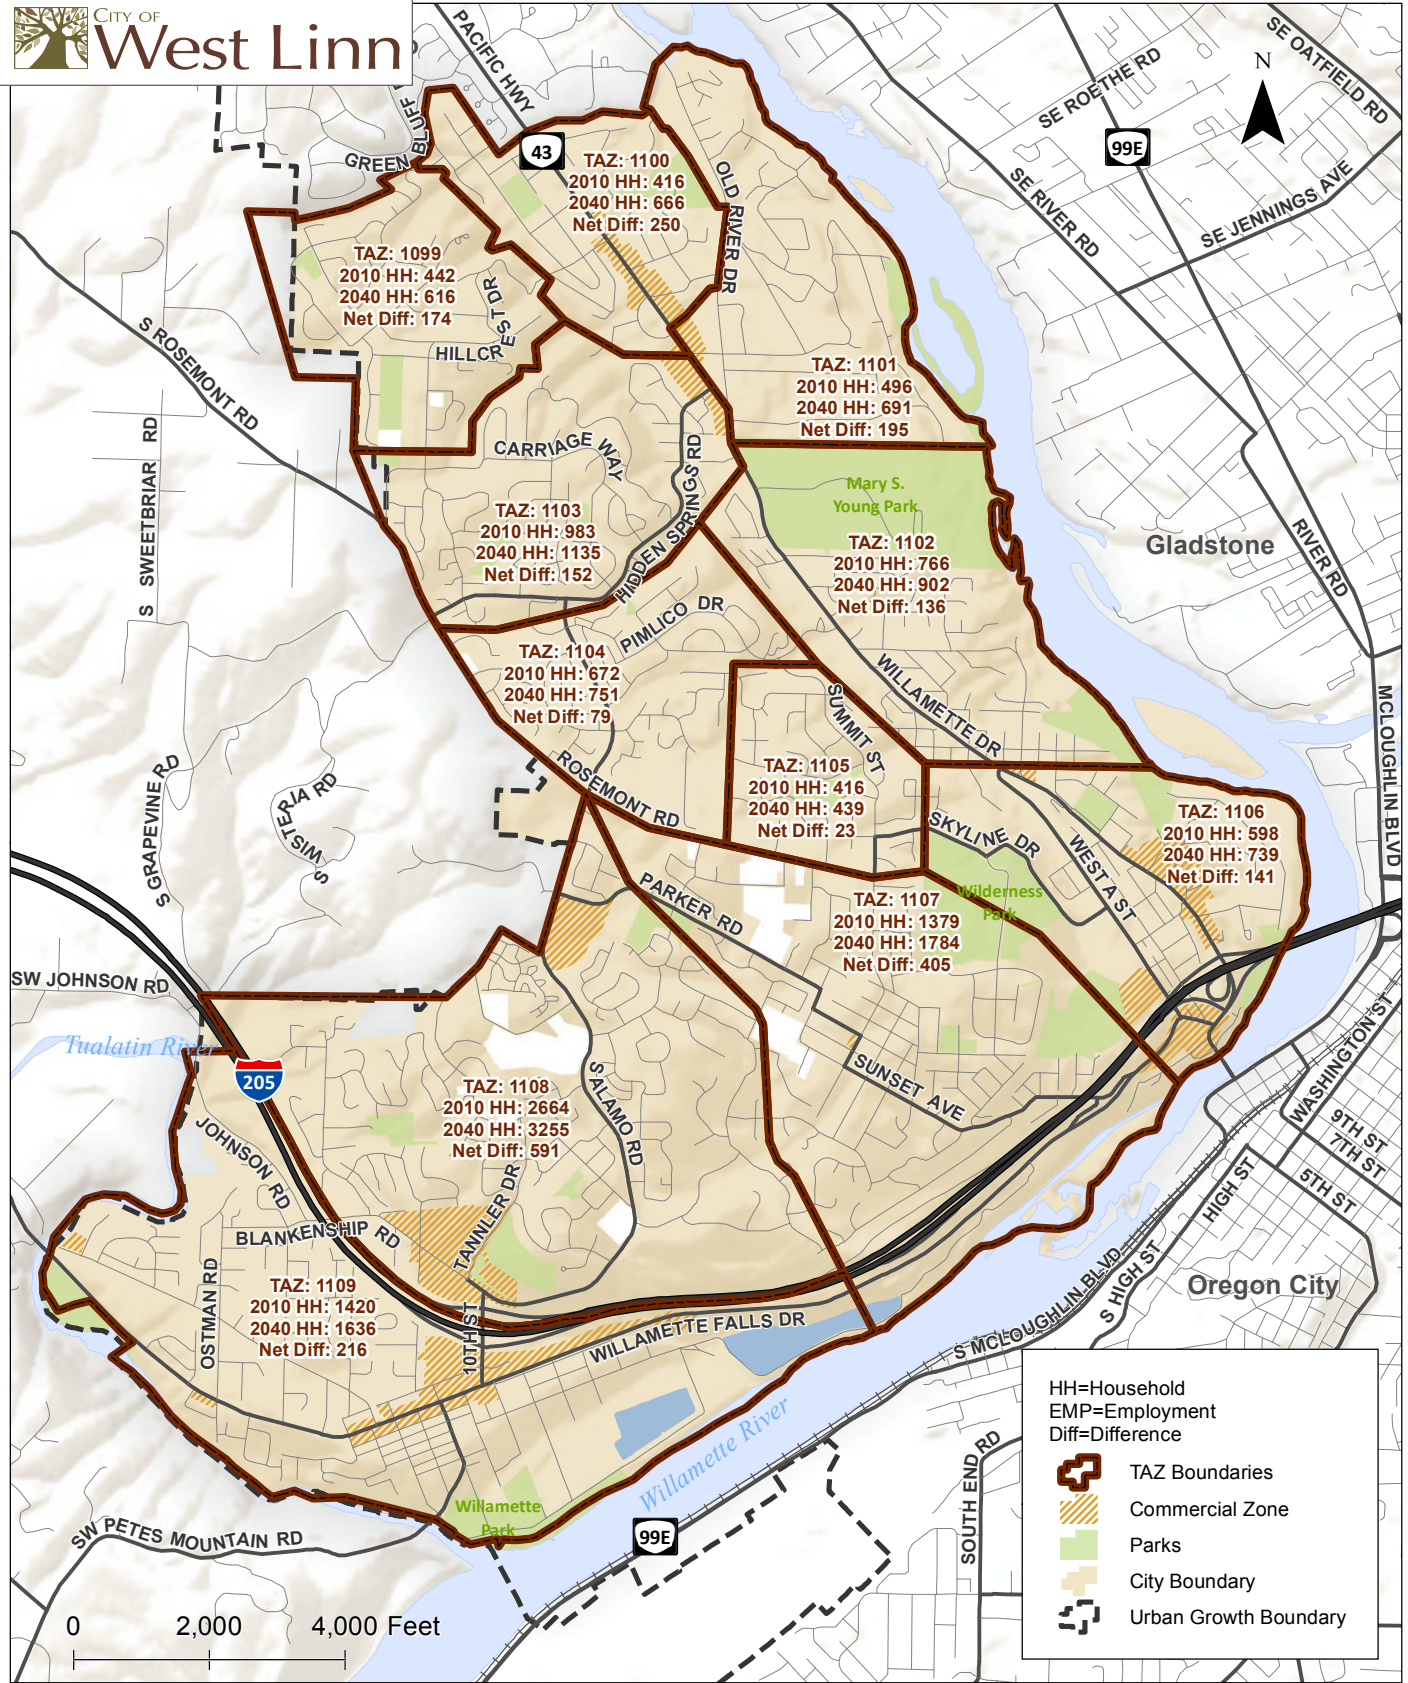 CITY OF
West Linn
PACIFIC HWY
GREEN BLUFF
43
OLD RIVER DR
SE ROETHE RD
SE OATFIELD RD
N
99E
SE RIVER RD
SE JENNINGS AVE
TAZ: 1100
2010 HH: 416
2040 HH: 666
Net Diff: 250
TAZ: 1099
2010 HH: 442
2040 HH: 616
Net Diff: 174
HILLCREST DR
S ROSEMONT RD
S SWEETBRIAR RD
TAZ: 1101
2010 HH: 496
2040 HH: 691
Net Diff: 195
CARRIAGE WAY
HIDDEN SPRINGS RD
Mary S.
Young Park
TAZ: 1103
2010 HH: 983
2040 HH: 1135
Net Diff: 152
TAZ: 1102
2010 HH: 766
2040 HH: 902
Net Diff: 136
Gladstone
RIVER RD
PIMLICO DR
TAZ: 1104
2010 HH: 672
2040 HH: 751
Net Diff: 79
WILLAMETTE DR
SUMMIT ST
MCLOUGHLIN BLVD
ROSEMONT RD
S GRAPEVINE RD
S WISTERIA RD
TAZ: 1105
2010 HH: 416
2040 HH: 439
Net Diff: 23
SKYLINE DR
WEST A ST
TAZ: 1106
2010 HH: 598
2040 HH: 739
Net Diff: 141
PARKER RD
Wilderness
Park
TAZ: 1107
2010 HH: 1379
2040 HH: 1784
Net Diff: 405
SW JOHNSON RD
Tualatin River
205
SUNSET AVE
WASHINGTON ST
TAZ: 1108
2010 HH: 2664
2040 HH: 3255
Net Diff: 591
S ALAMO RD
JOHNSON RD
TANNLER DR
BLANKENSHIP RD
9TH ST
7TH ST
5TH ST
HIGH ST
S HIGH ST
Oregon City
OSTMAN RD
TAZ: 1109
2010 HH: 1420
2040 HH: 1636
Net Diff: 216
10TH ST
WILLAMETTE FALLS DR
S MCLOUGHLIN BLVD
Willamette River
Willamette
Park
99E
SW PETES MOUNTAIN RD
SOUTH END RD
HH=Household
EMP=Employment
Diff=Difference
TAZ Boundaries
Commercial Zone
Parks
City Boundary
Urban Growth Boundary
0 2,000 4,000 Feet